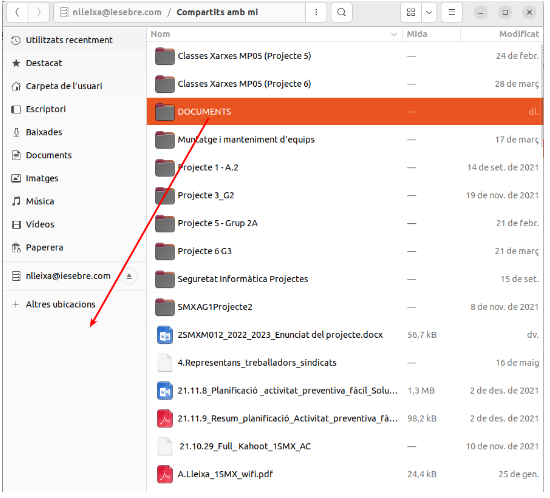 nlleixa@iesebre.com / Compartits amb mi
Utilitzats recentment
Destacat
Carpeta de l'usuari
Escriptori
Baixades
Documents
Imatges
Música
Vídeos
Paperera
nlleixa@iesebre.com
+ Altres ubicacions
Nom Mida Modificat
Classes Xarxes MP05 (Projecte 5) — 24 de febr.
Classes Xarxes MP05 (Projecte 6) — 28 de març
DOCUMENTS — dl.
Muntatge i manteniment d'equips — 17 de març
Projecte 1 - A.2 — 14 de set. de 2021
Projecte 3_G2 — 19 de nov. de 2021
Projecte 5 - Grup 2A — 21 de febr.
Projecte 6 G3 — 21 de març
Seguretat Informàtica Projectes — 15 de set.
SMXAG1Projecte2 — 8 de nov. de 2021
2SMXM012_2022_2023_Enunciat del projecte.docx 56,7 kB dv.
4.Representans_treballadors_sindicats — 16 de maig
21.11.8_Planificació _activitat_preventiva_fàcil_Solu... 1,3 MB 2 de des. de 2021
21.11.9_Resum_planificació_Activitat_preventiva_fà... 98,2 kB 2 de des. de 2021
21.10.29_Full_ Kahoot_1SMX_AC — 10 de nov. de 2021
A.Lleixa_1SMX_wifi.pdf 24,4 kB 25 de gen.